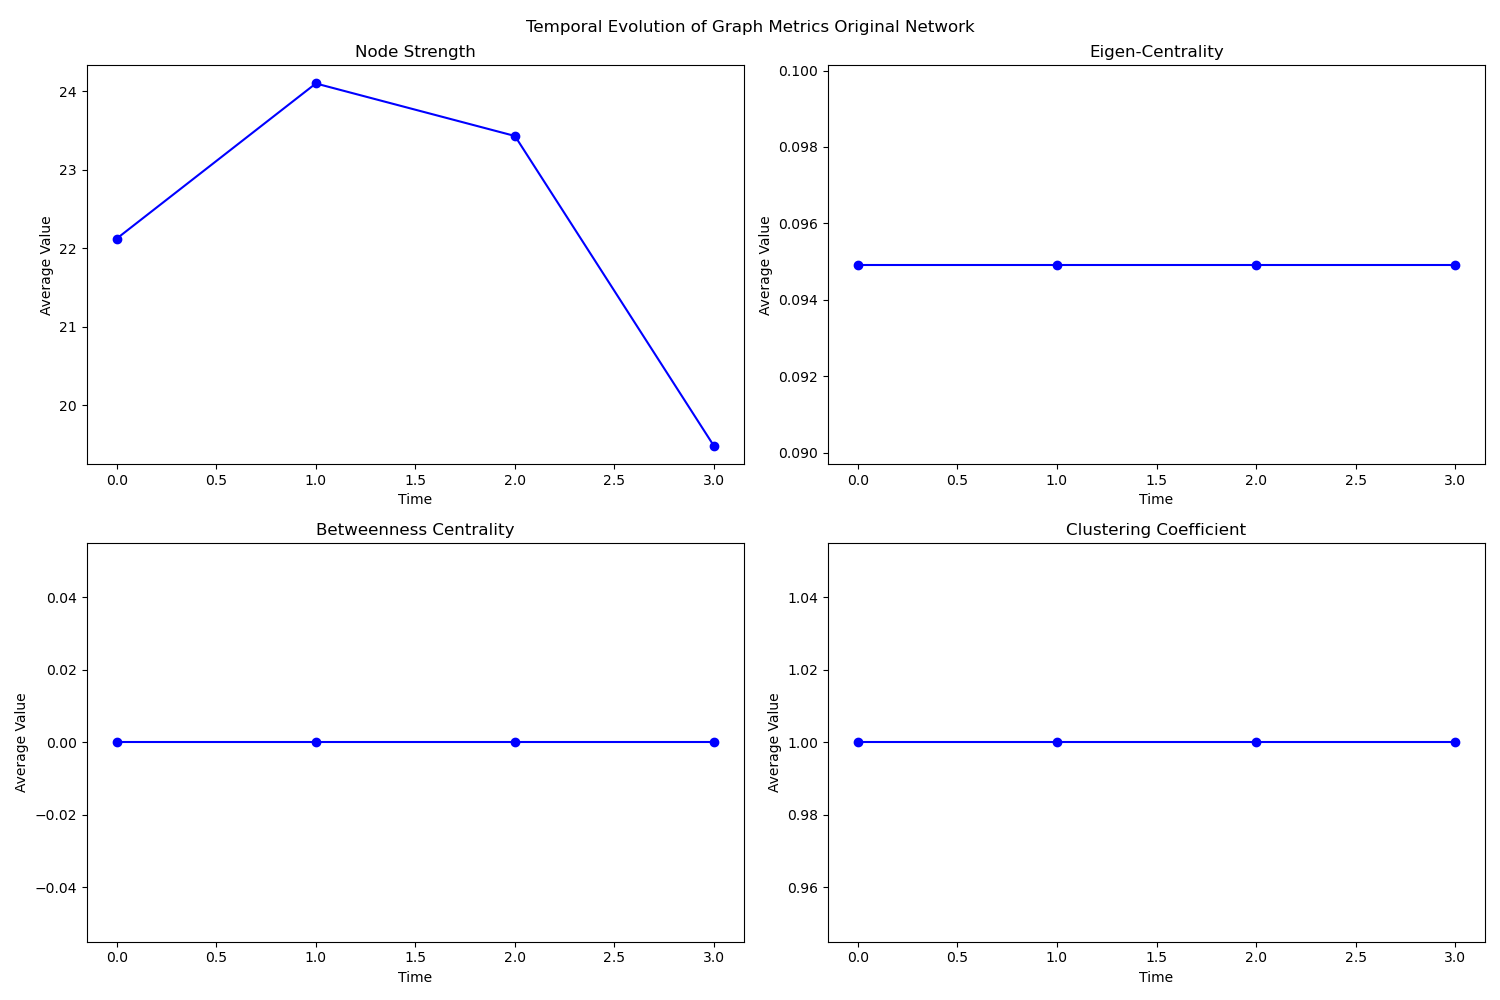 Temporal Evolution of Graph Metrics Original Network
Node Strength
24
23
22
21
20
Average Value
0.0 0.5 1.0 1.5 2.0 2.5 3.0
Time
Eigen-Centrality
0.100
0.098
0.096
0.094
0.092
0.090
Average Value
0.0 0.5 1.0 1.5 2.0 2.5 3.0
Time
Betweenness Centrality
0.04
0.02
0.00
−0.02
−0.04
Average Value
0.0 0.5 1.0 1.5 2.0 2.5 3.0
Time
Clustering Coefficient
1.04
1.02
1.00
0.98
0.96
Average Value
0.0 0.5 1.0 1.5 2.0 2.5 3.0
Time